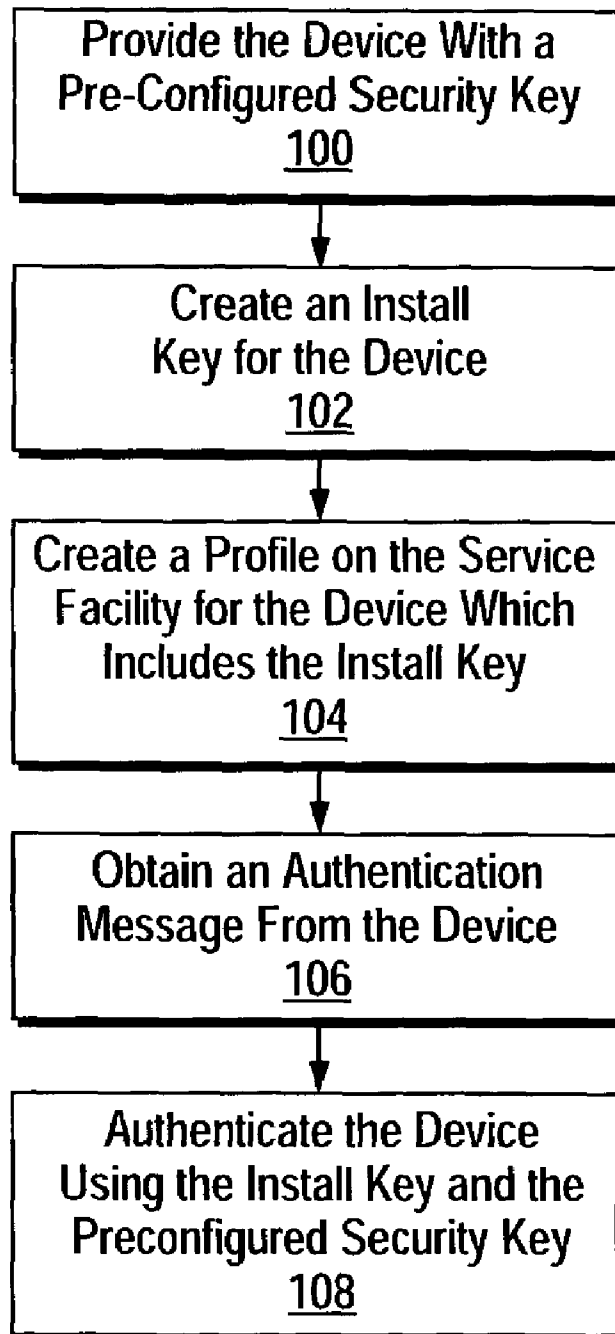 Provide the Device With a
Pre-Configured Security Key
100
Create an Install
Key for the Device
102
Create a Profile on the Service
Facility for the Device Which
Includes the Install Key
104
Obtain an Authentication
Message From the Device
106
Authenticate the Device
Using the Install Key and the
Preconfigured Security Key
108